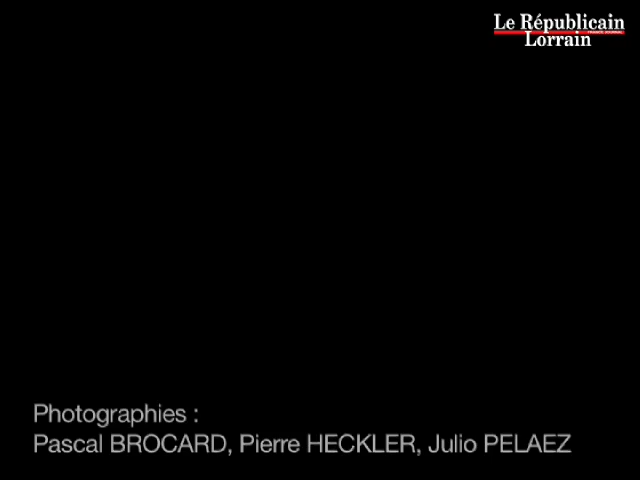 Le Républicain
Lorrain
Photographies :
Pascal BROCARD, Pierre HECKLER, Julio PELAEZ